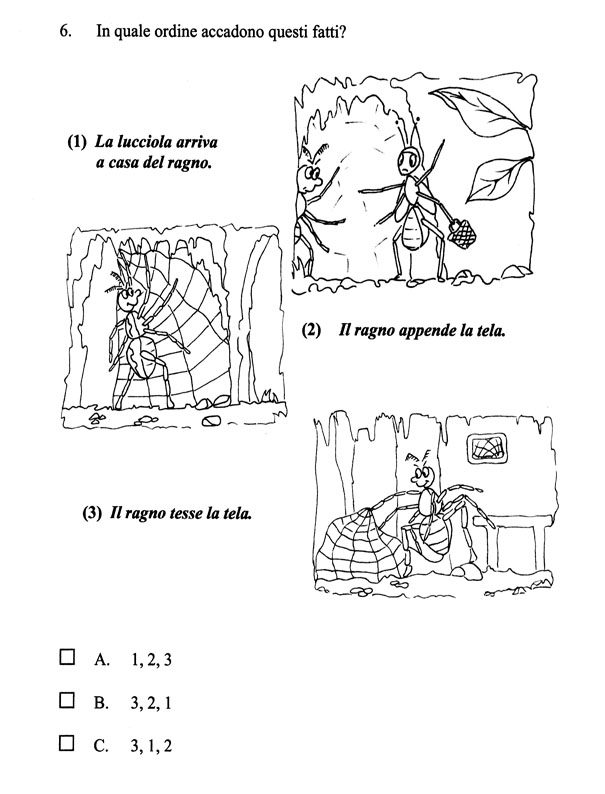 6. In quale ordine accadono questi fatti?
(1) La lucciola arriva
a casa del ragno.
(2) Il ragno appende la tela.
(3) Il ragno tesse la tela.
A. 1, 2, 3
B. 3, 2, 1
C. 3, 1, 2